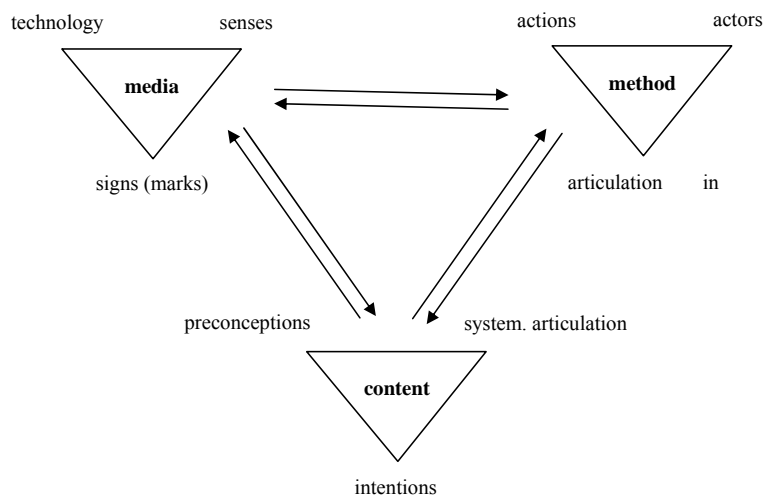 technology senses actions actors
media method
signs (marks) articulation in
preconceptions system. articulation
content
intentions